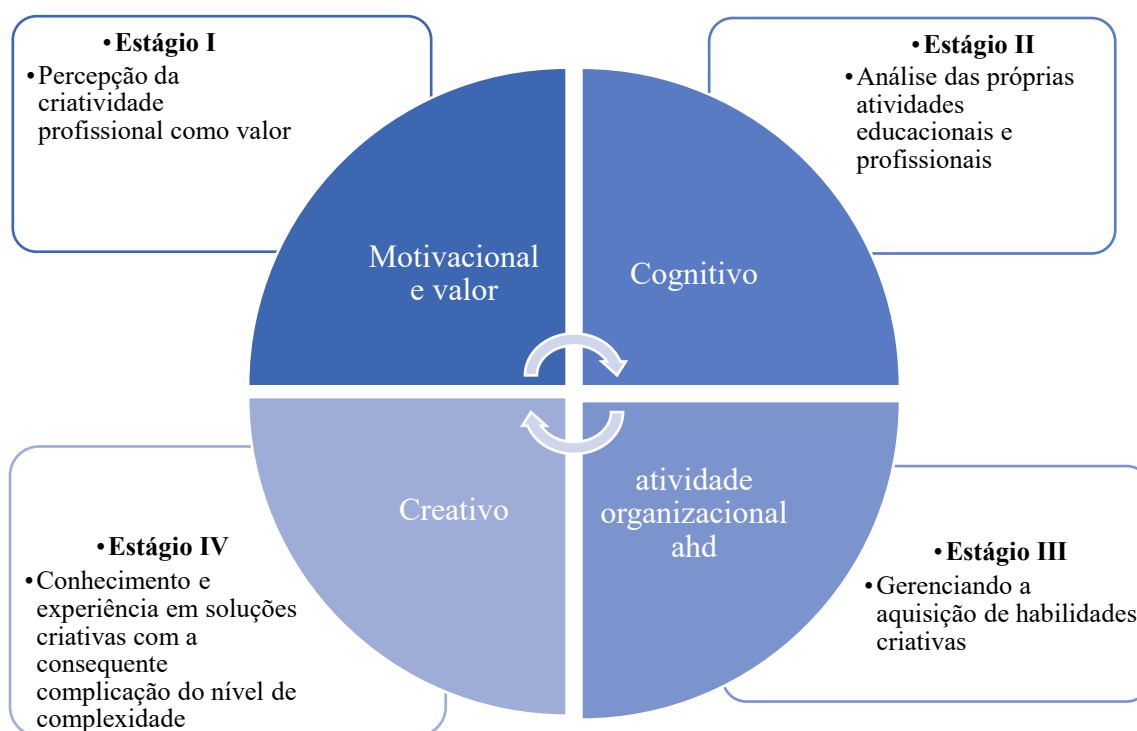 •Estágio I
•Percepção da
criatividade
profissional como valor
•Estágio II
•Análise das próprias
atividades
educacionais e
profissionais
Motivacional
e valor
Cognitivo
Creativo
atividade
organizacional
ahd
•Estágio IV
•Conhecimento e
experiência em soluções
criativas com a
consequente
complicação do nível de
complexidade
•Estágio III
•Gerenciando a
aquisição de habilidades
criativas